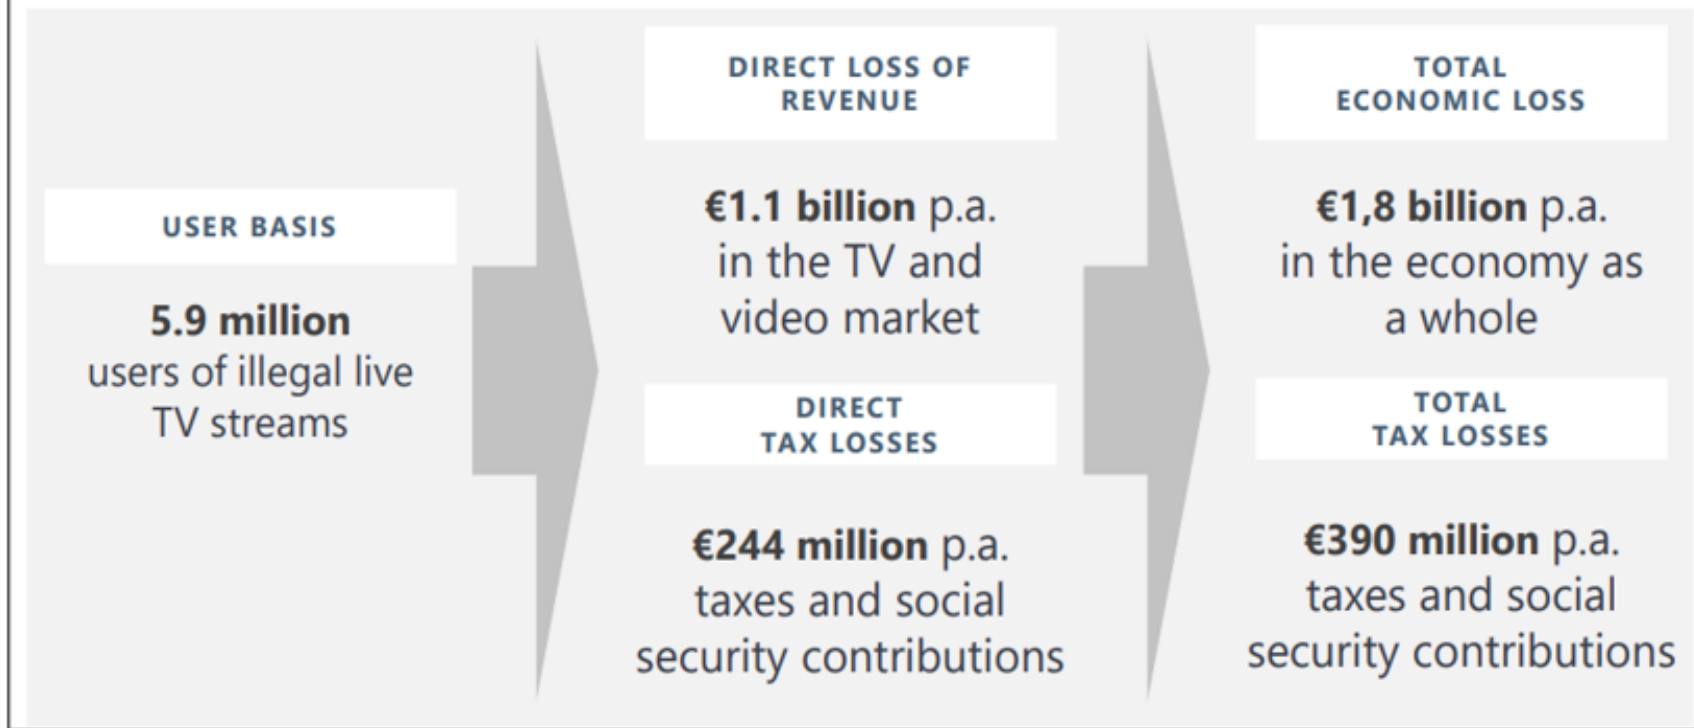 USER BASIS
5.9 million
users of illegal live
TV streams
DIRECT LOSS OF
REVENUE
€1.1 billion p.a.
in the TV and
video market
DIRECT
TAX LOSSES
€244 million p.a.
taxes and social
security contributions
TOTAL
ECONOMIC LOSS
€1,8 billion p.a.
in the economy as
a whole
TOTAL
TAX LOSSES
€390 million p.a.
taxes and social
security contributions